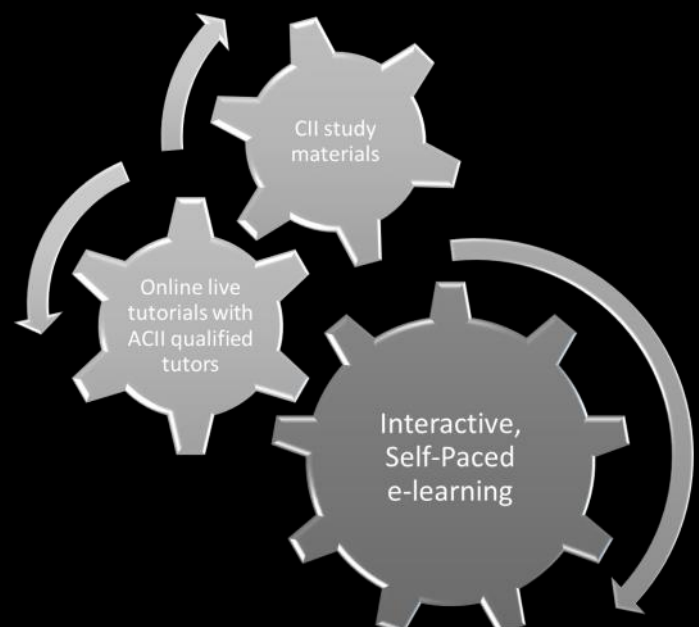 CII study
materials
Online live
tutorials with
ACII qualified
tutors
Interactive,
Self-Paced
e-learning